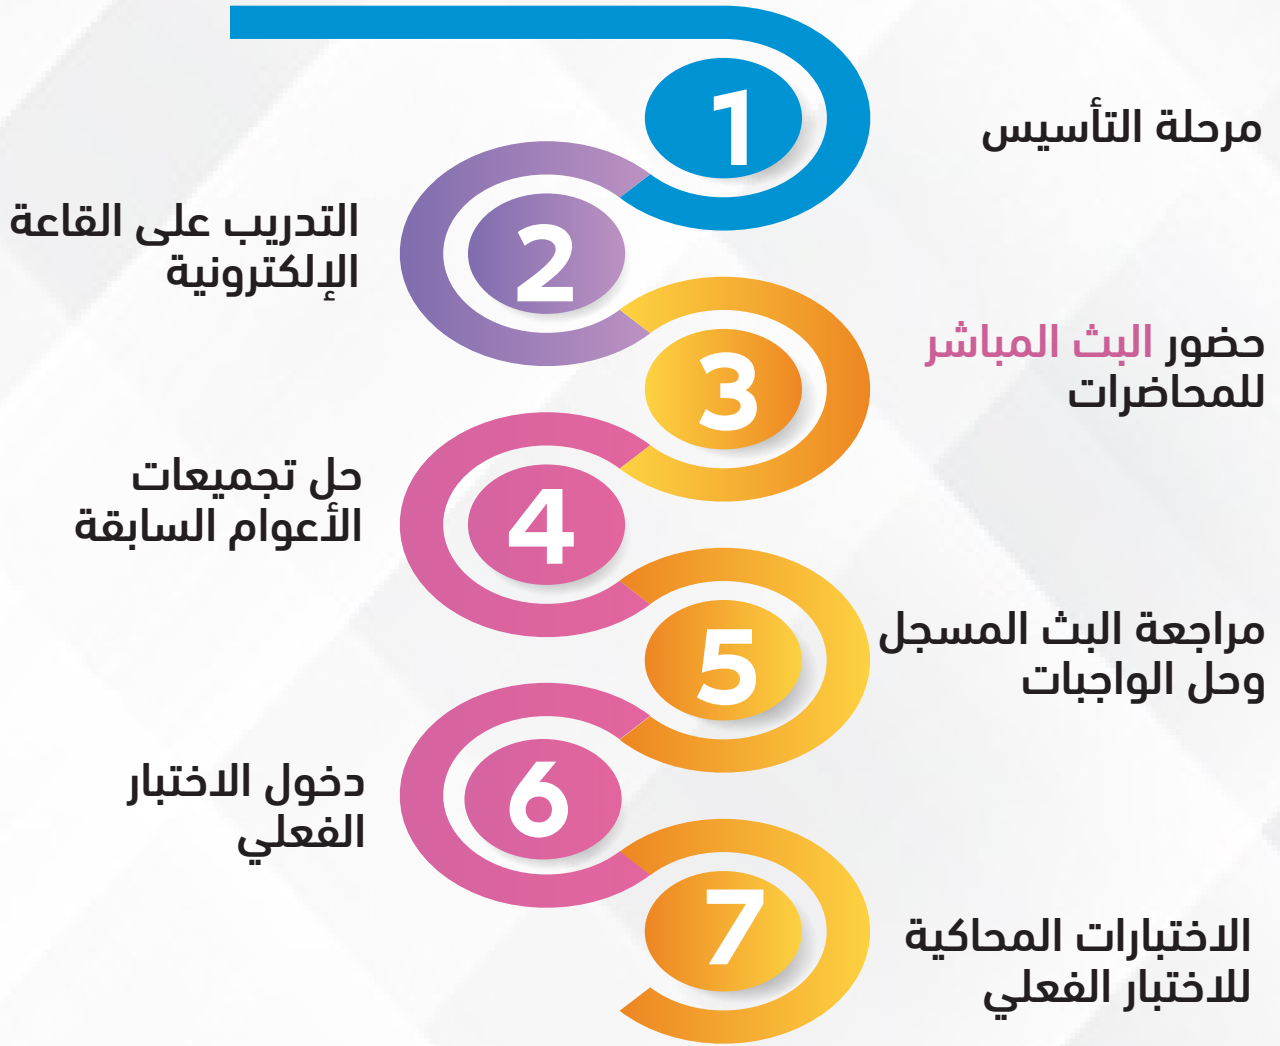 1
مرحلة التأسيس
2
التدريب على القاعة
الإلكترونية
3
حضور البث المباشر
للمحاضرات
4
حل تجميعات
الأعوام السابقة
5
مراجعة البث المسجل
وحل الواجبات
6
دخول الاختبار
الفعلي
7
الاختبارات المحاكية
للاختبار الفعلي